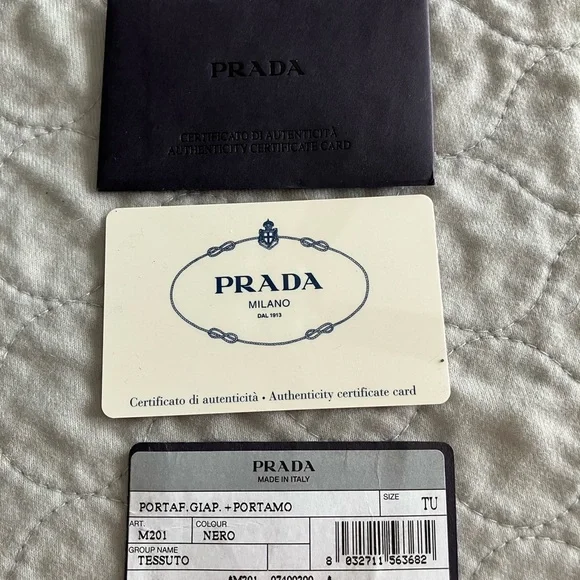 PRADA
CERTIFICATO DI AUTENTICITÀ
AUTHENTICITY CERTIFICATE CARD
PRADA
MILANO
DAL 1913
Certificato di autenticità • Authenticity certificate card
PRADA
MADE IN ITALY
PORTAF.GIAP.+PORTAMO
SIZE
TU
ART.
COLOUR
M201
NERO
GROUP NAME
TESSUTO
8 032711 563682